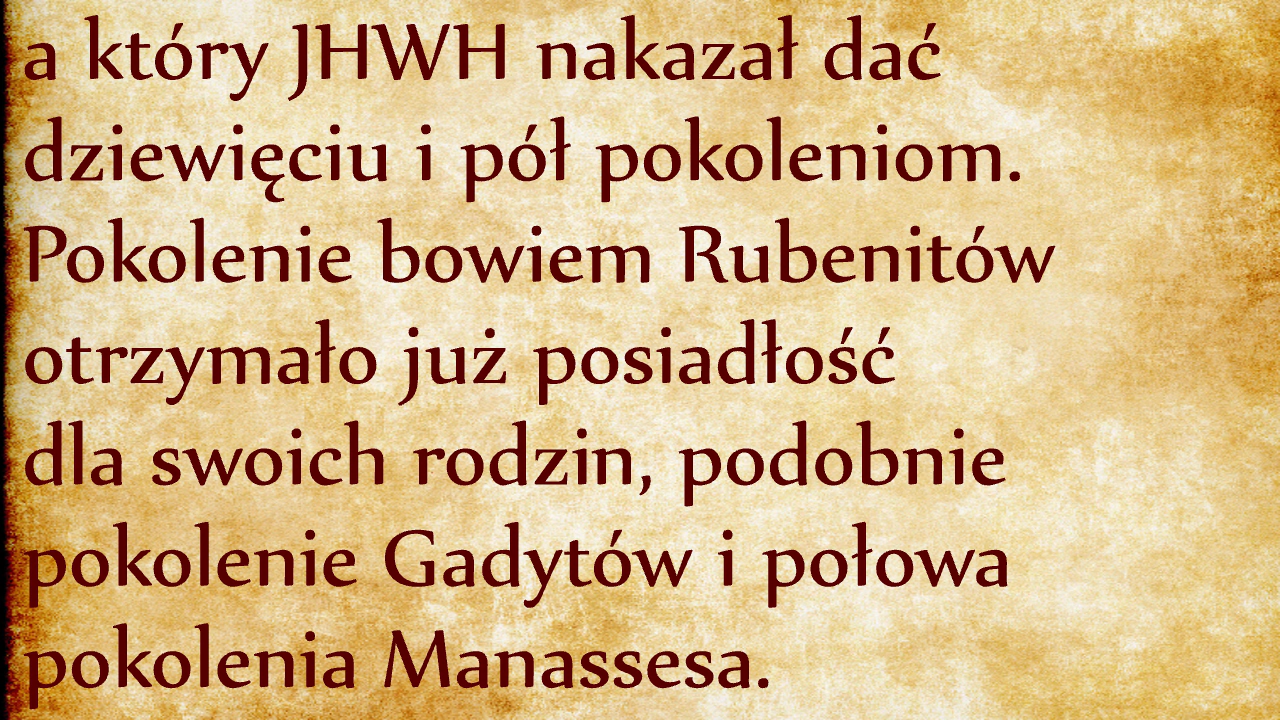 a który JHWH nakazał dać
dziewięciu i pół pokoleniom.
Pokolenie bowiem Rubenitów
otrzymało już posiadłość
dla swoich rodzin, podobnie
pokolenie Gadytów i połowa
pokolenia Manassesa.